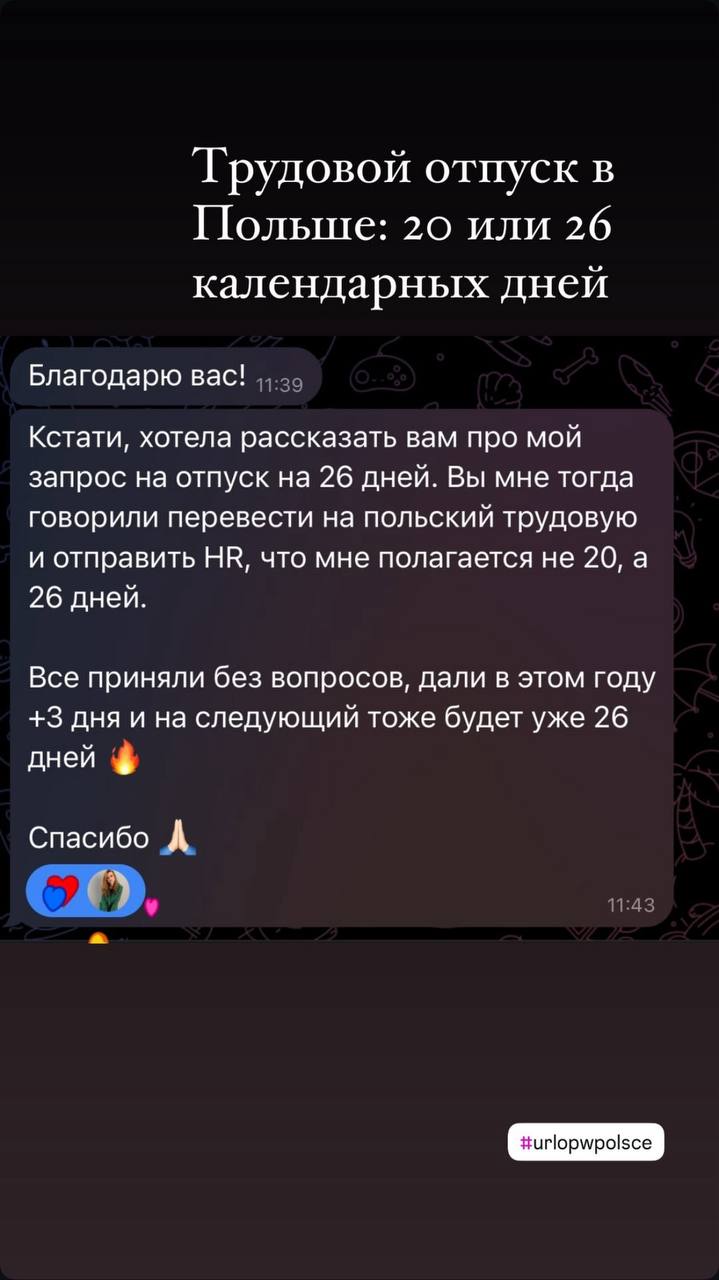 Трудовой отпуск в
Польше: 20 или 26
календарных дней
Благодарю вас! 11:39
Кстати, хотела рассказать вам про мой
запрос на отпуск на 26 дней. Вы мне тогда
говорили перевести на польский трудовую
и отправить HR, что мне полагается не 20, а
26 дней.
Все приняли без вопросов, дали в этом году
+3 дня и на следующий тоже будет уже 26
дней 🔥
Спасибо 🙏🏻
11:43
#urlopwpolsce